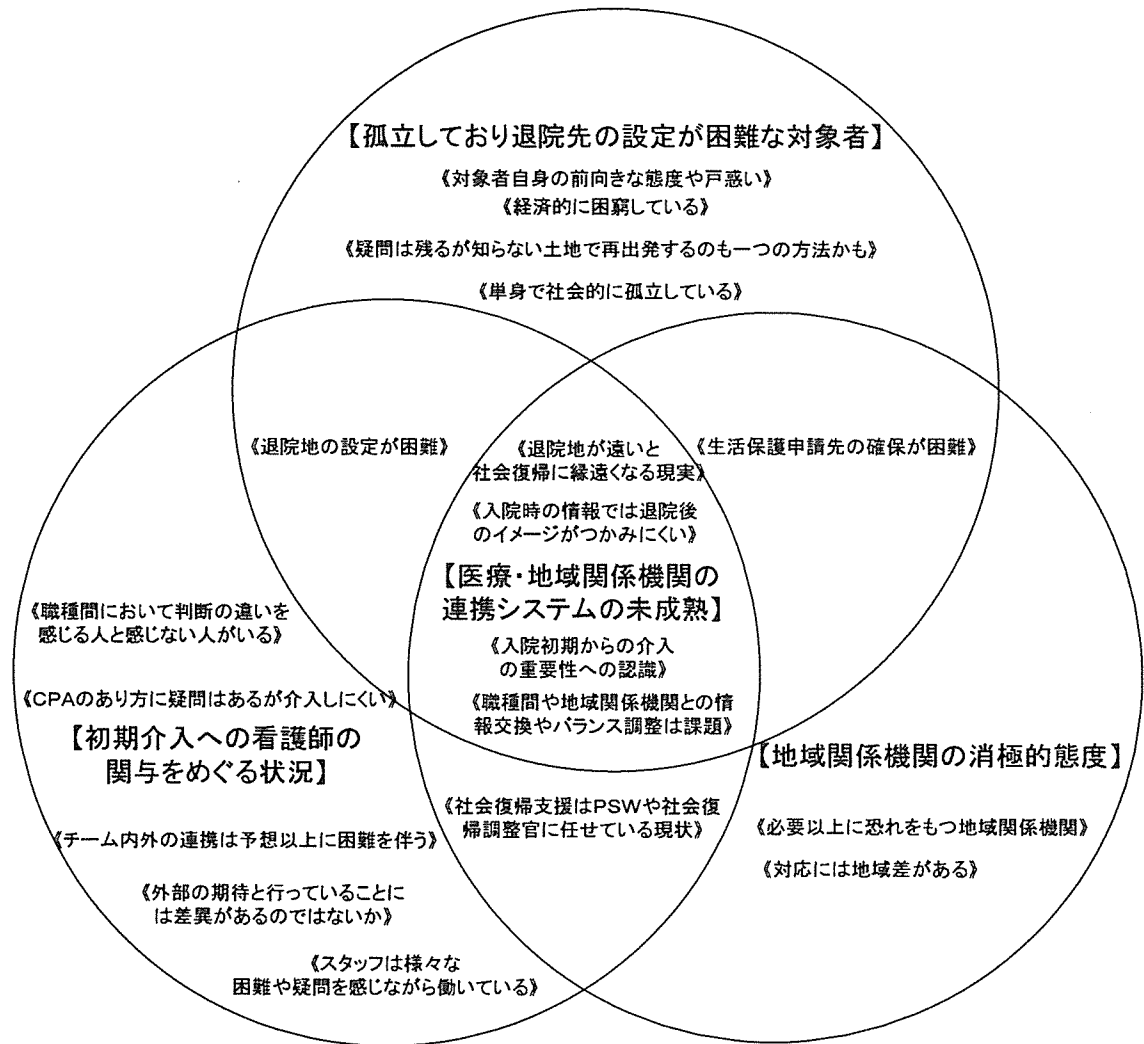 【孤立しており退院先の設定が困難な対象者】
《対象者自身の前向きな態度や戸惑い》
《経済的に困窮している》
《疑問は残るが知らない土地で再出発するのも一つの方法かも》
《単身で社会的に孤立している》
《退院地の設定が困難》
《退院地が遠いと
社会復帰に縁遠くなる現実》
《生活保護申請先の確保が困難》
《入院時の情報では退院後
のイメージがつかみにくい》
【医療・地域関係機関の
連携システムの未成熟】
《入院初期からの介入
の重要性への認識》
《職種間や地域関係機関との情
報交換やバランス調整は課題》
《職種間において判断の違いを
感じる人と感じない人がいる》
《CPAのあり方に疑問はあるが介入しにくい》
【初期介入への看護師の
関与をめぐる状況】
《チーム内外の連携は予想以上に困難を伴う》
《外部の期待と行っていることに
は差異があるのではないか》
《スタッフは様々な
困難や疑問を感じながら働いている》
《社会復帰支援はPSWや社会復
帰調整官に任せている現状》
【地域関係機関の消極的態度】
《必要以上に恐れをもつ地域関係機関》
《対応には地域差がある》